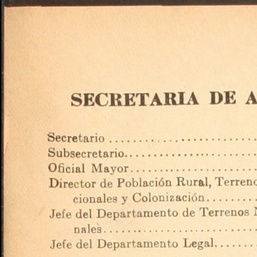 SECRETARIA DE A
Secretario ..........
Subsecretario..........
Oficial Mayor..........
Director de Población Rural, Terreno
cionales y Colonización........
Jefe del Departamento de Terrenos N
nales..........
Jefe del Departamento Legal......